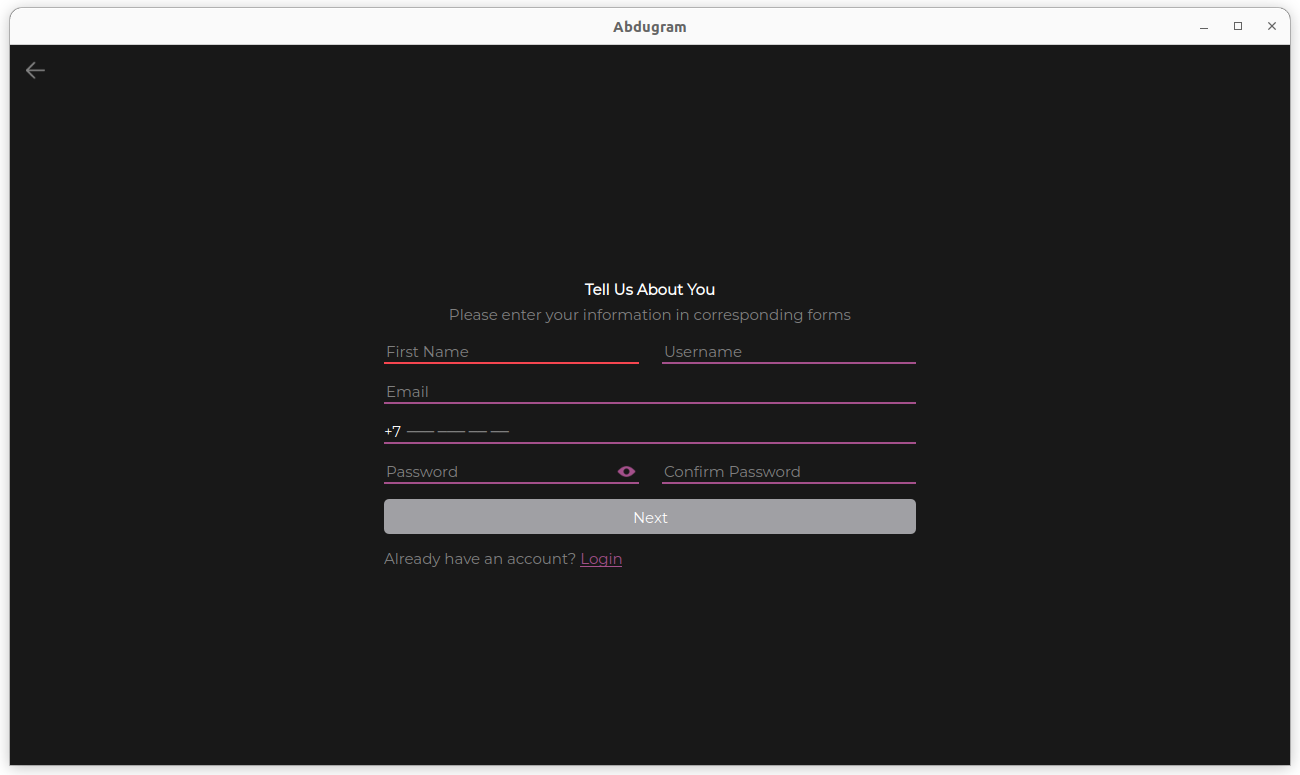 Abdugram
Tell Us About You
Please enter your information in corresponding forms
First Name Username
Email
+7
Password Confirm Password
Next
Already have an account? Login